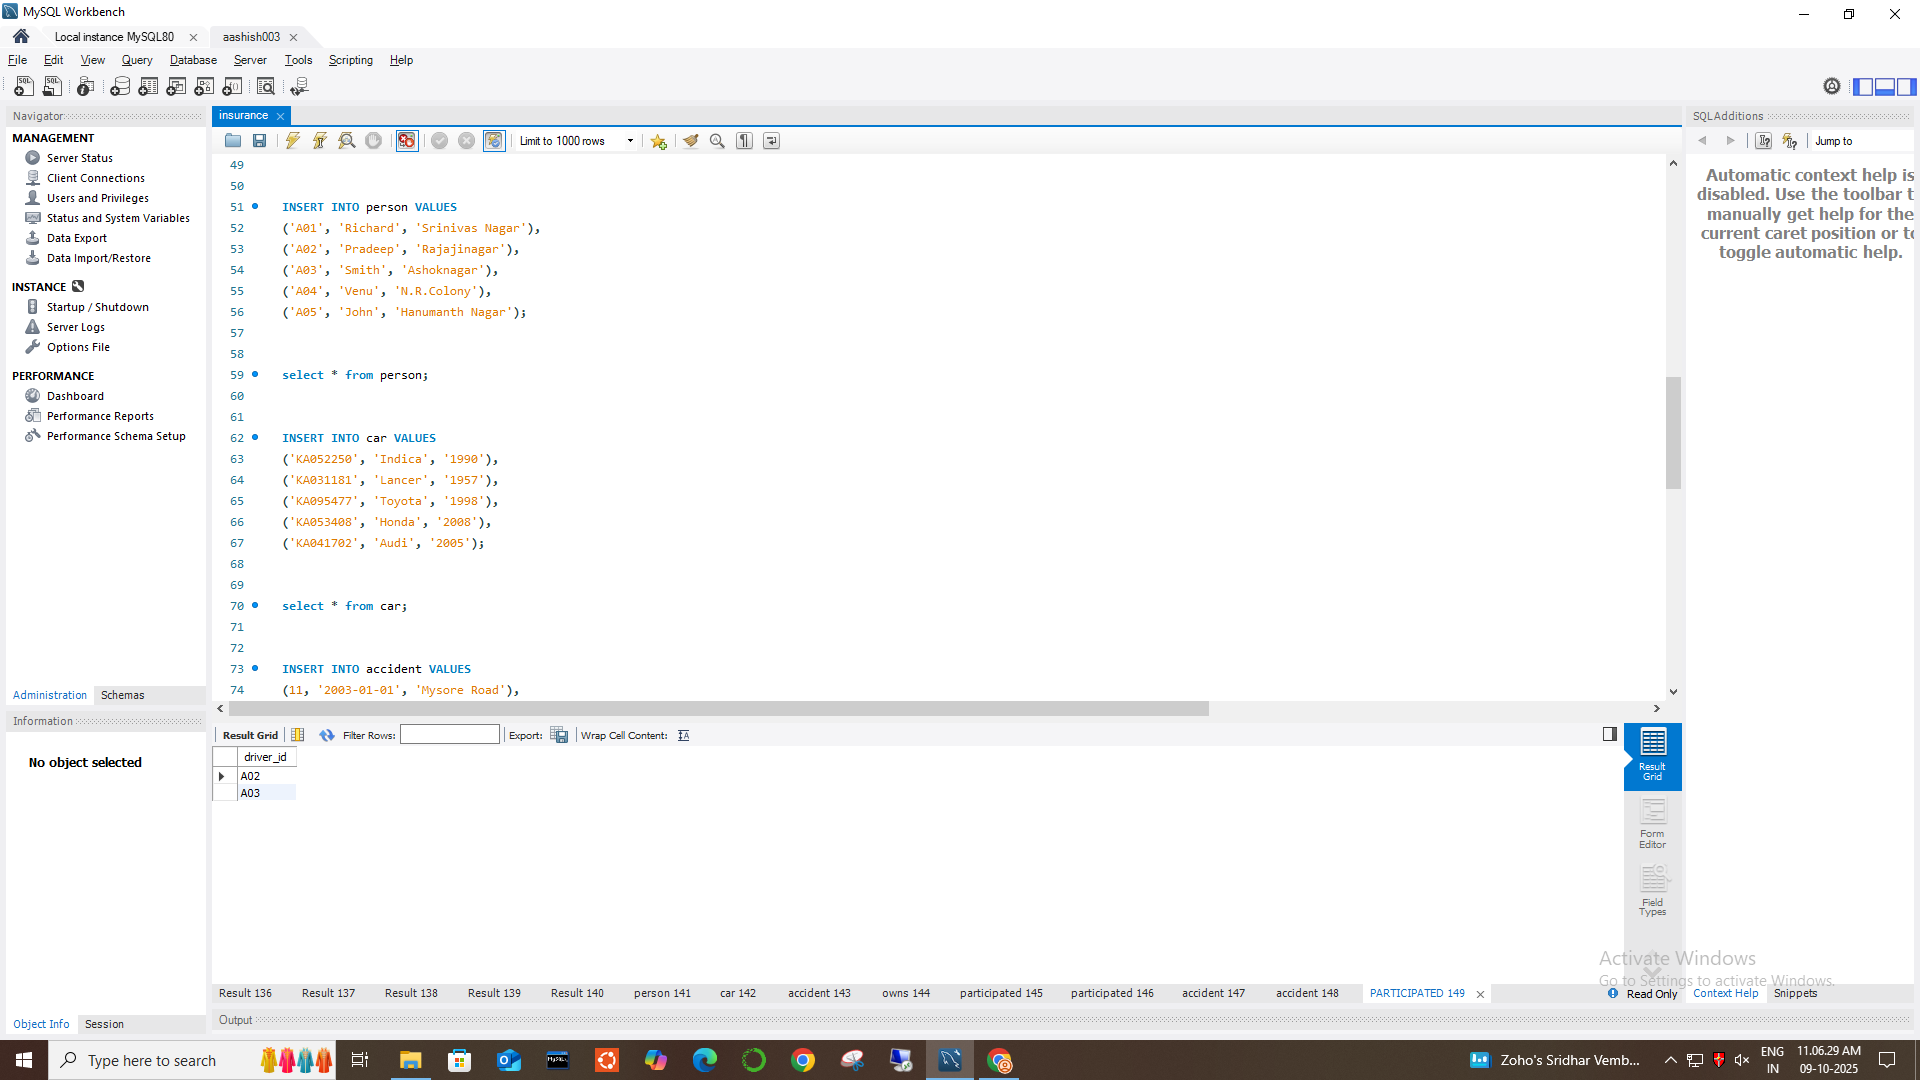 MySQL Workbench
Local instance MySQL80
aashish003
File Edit View Query Database Server Tools Scripting Help
Navigator
MANAGEMENT
Server Status
Client Connections
Users and Privileges
Status and System Variables
Data Export
Data Import/Restore
INSTANCE
Startup / Shutdown
Server Logs
Options File
PERFORMANCE
Dashboard
Performance Reports
Performance Schema Setup
Administration Schemas
Information
No object selected
Object Info Session
insurance
Limit to 1000 rows
49
50
51 INSERT INTO person VALUES
52 ('A01', 'Richard', 'Srinivas Nagar'),
53 ('A02', 'Pradeep', 'Rajajinagar'),
54 ('A03', 'Smith', 'Ashoknagar'),
55 ('A04', 'Venu', 'N.R.Colony'),
56 ('A05', 'John', 'Hanumanth Nagar');
57
58
59 select * from person;
60
61
62 INSERT INTO car VALUES
63 ('KA052250', 'Indica', '1990'),
64 ('KA031181', 'Lancer', '1957'),
65 ('KA095477', 'Toyota', '1998'),
66 ('KA053408', 'Honda', '2008'),
67 ('KA041702', 'Audi', '2005');
68
69
70 select * from car;
71
72
73 INSERT INTO accident VALUES
74 (11, '2003-01-01', 'Mysore Road'),
Result Grid Filter Rows: Export: Wrap Cell Content:
driver_id
A02
A03
Result Grid
Form Editor
Field Types
Result 136 Result 137 Result 138 Result 139 Result 140 person 141 car 142 accident 143 owns 144 participated 145 participated 146 accident 147 accident 148 PARTICIPATED 149
Read Only
Output
SQLAdditions
Jump to
Automatic context help is
disabled. Use the toolbar t
manually get help for the
current caret position or to
toggle automatic help.
Activate Windows
Go to Settings to activate Windows.
Context Help Snippets
Type here to search
Zoho's Sridhar Vemb...
ENG
IN
11.06.29 AM
09-10-2025